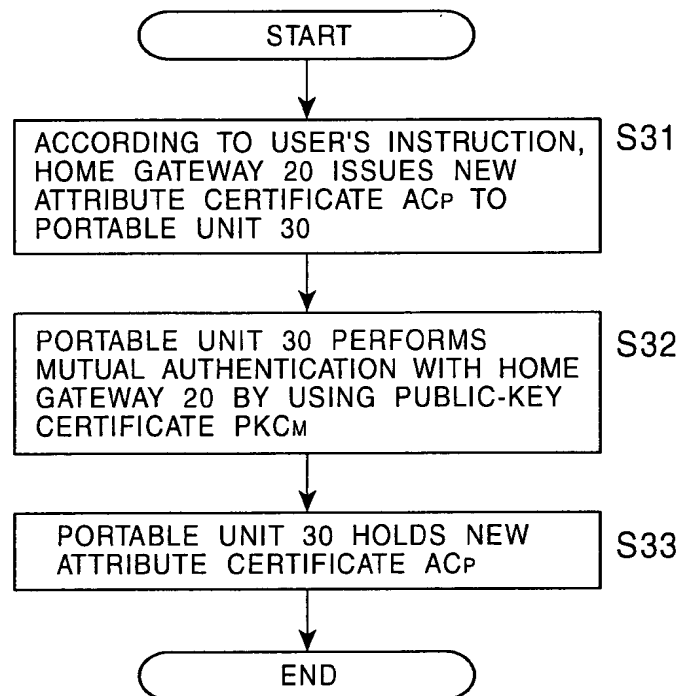 START
ACCORDING TO USER'S INSTRUCTION,
HOME GATEWAY 20 ISSUES NEW
ATTRIBUTE CERTIFICATE ACP TO
PORTABLE UNIT 30
S31
PORTABLE UNIT 30 PERFORMS
MUTUAL AUTHENTICATION WITH HOME
GATEWAY 20 BY USING PUBLIC-KEY
CERTIFICATE PKCM
S32
PORTABLE UNIT 30 HOLDS NEW
ATTRIBUTE CERTIFICATE ACP
S33
END